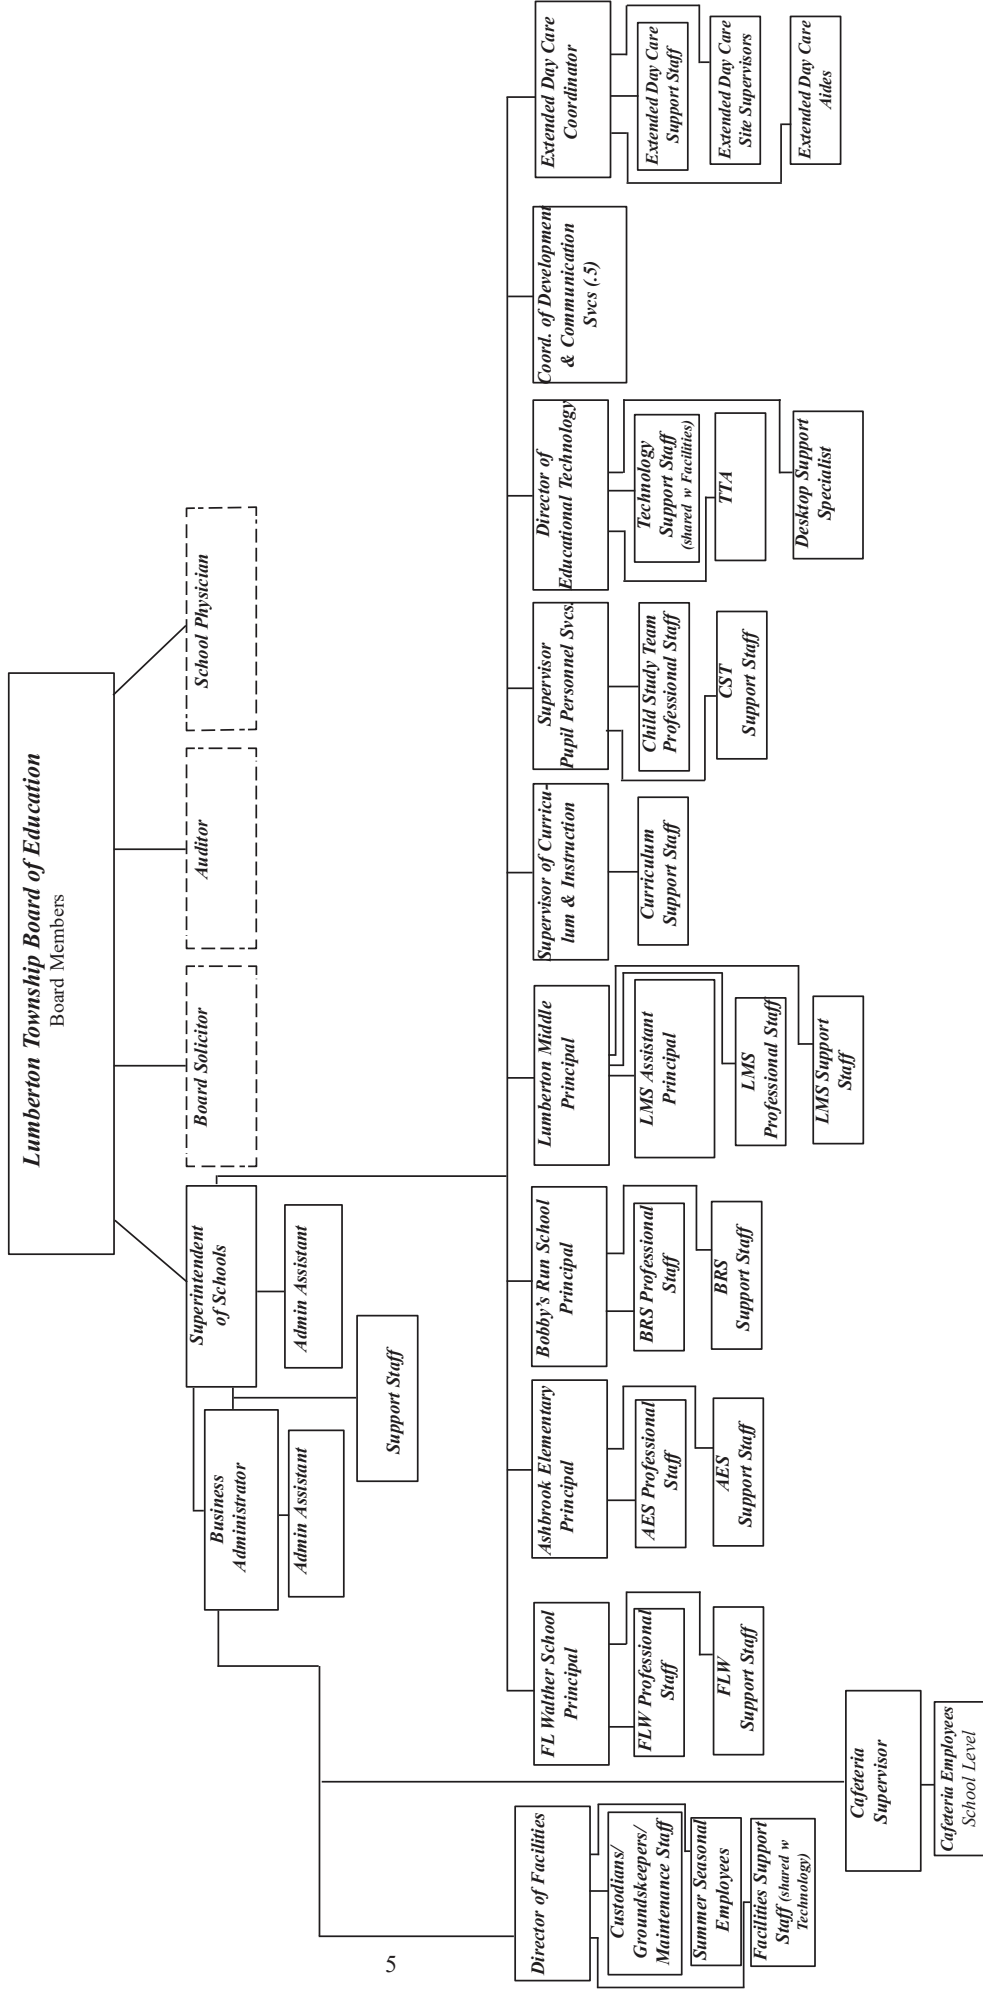 Lumberton Township Board of Education
Board Members
Superintendent
of Schools
Board Solicitor
Auditor
School Physician
Business
Administrator
Admin Assistant
Admin Assistant
Support Staff
Director of Facilities
Custodians/
Groundskeepers/
Maintenance Staff
Summer Seasonal
Employees
Facilities Support
Staff (shared w
Technology)
FL Walther School
Principal
FLW Professional
Staff
FLW
Support Staff
Ashbrook Elementary
Principal
AES Professional
Staff
AES
Support Staff
Bobby's Run School
Principal
BRS Professional
Staff
BRS
Support Staff
Lumberton Middle
Principal
LMS Assistant
Principal
LMS
Professional Staff
LMS Support
Staff
Supervisor of Curricu-
lum & Instruction
Curriculum
Support Staff
Supervisor
Pupil Personnel Svcs.
Child Study Team
Professional Staff
CST
Support Staff
Director of
Educational Technology
Technology
Support Staff
(shared w Facilities)
TTA
Desktop Support
Specialist
Coord. of Development
& Communication
Svcs (.5)
Extended Day Care
Coordinator
Extended Day Care
Support Staff
Extended Day Care
Site Supervisors
Extended Day Care
Aides
Cafeteria
Supervisor
Cafeteria Employees
School Level
5